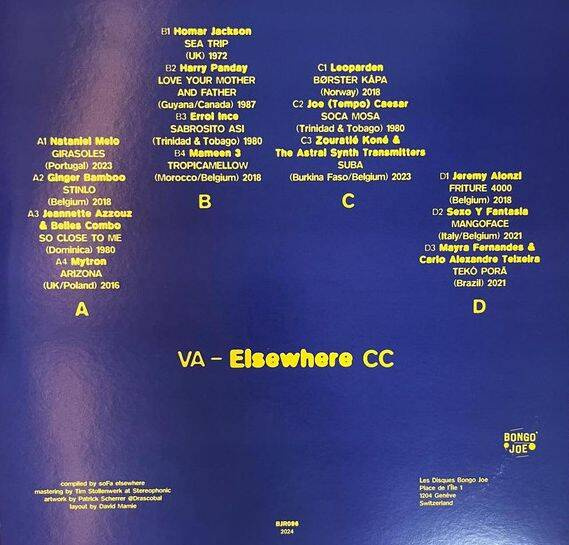 A1 Nataniel Melo
GIRASOLES
(Portugal) 2023
A2 Ginger Bamboo
STINLO
(Belgium) 2018
A3 Jeannette Azzouz
& Belles Combo
SO CLOSE TO ME
(Dominica) 1980
A4 Mytron
ARIZONA
(UK/Poland) 2016
A
B1 Homar Jackson
SEA TRIP
(UK) 1972
B2 Harry Panday
LOVE YOUR MOTHER
AND FATHER
(Guyana/Canada) 1987
B3 Errol Ince
SABROSITO ASI
(Trinidad & Tobago) 1980
B4 Mameen 3
TROPICAMELLOW
(Morocco/Belgium) 2018
B
C1 Leoparden
BØRSTER KÅPA
(Norway) 2018
C2 Joe (Tempo) Caesar
SOCA MOSA
(Trinidad & Tobago) 1980
C3 Zouratié Koné &
The Astral Synth Transmitters
SUBA
(Burkina Faso/Belgium) 2023
C
D1 Jeremy Alonzi
FRITURE 4000
(Belgium) 2018
D2 Sexo Y Fantasia
MANGOFACE
(Italy/Belgium) 2021
D3 Mayra Fernandes &
Carlo Alexandre Teixeira
TEKÓ PORÃ
(Brazil) 2021
D
VA – Elsewhere CC
BONGO
JOE
compiled by soFa elsewhere
mastering by Tim Stollenwerk at Stereophonic
artwork by Patrick Scherrer @Drascobal
layout by David Mamie
BJR096
2024
Les Disques Bongo Joe
Place de l'Île 1
1204 Genève
Switzerland